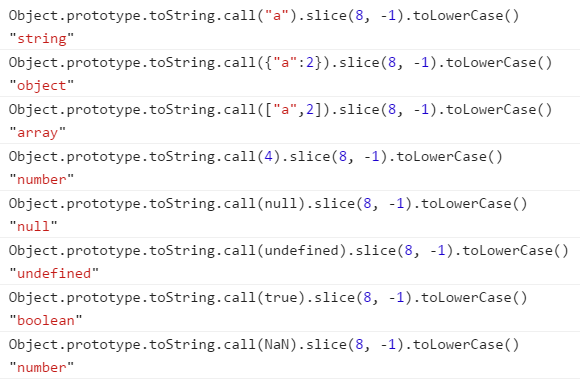 Object.prototype.toString.call("a").slice(8, -1).toLowerCase()
"string"
Object.prototype.toString.call({"a":2}).slice(8, -1).toLowerCase()
"object"
Object.prototype.toString.call(["a",2]).slice(8, -1).toLowerCase()
"array"
Object.prototype.toString.call(4).slice(8, -1).toLowerCase()
"number"
Object.prototype.toString.call(null).slice(8, -1).toLowerCase()
"null"
Object.prototype.toString.call(undefined).slice(8, -1).toLowerCase()
"undefined"
Object.prototype.toString.call(true).slice(8, -1).toLowerCase()
"boolean"
Object.prototype.toString.call(NaN).slice(8, -1).toLowerCase()
"number"